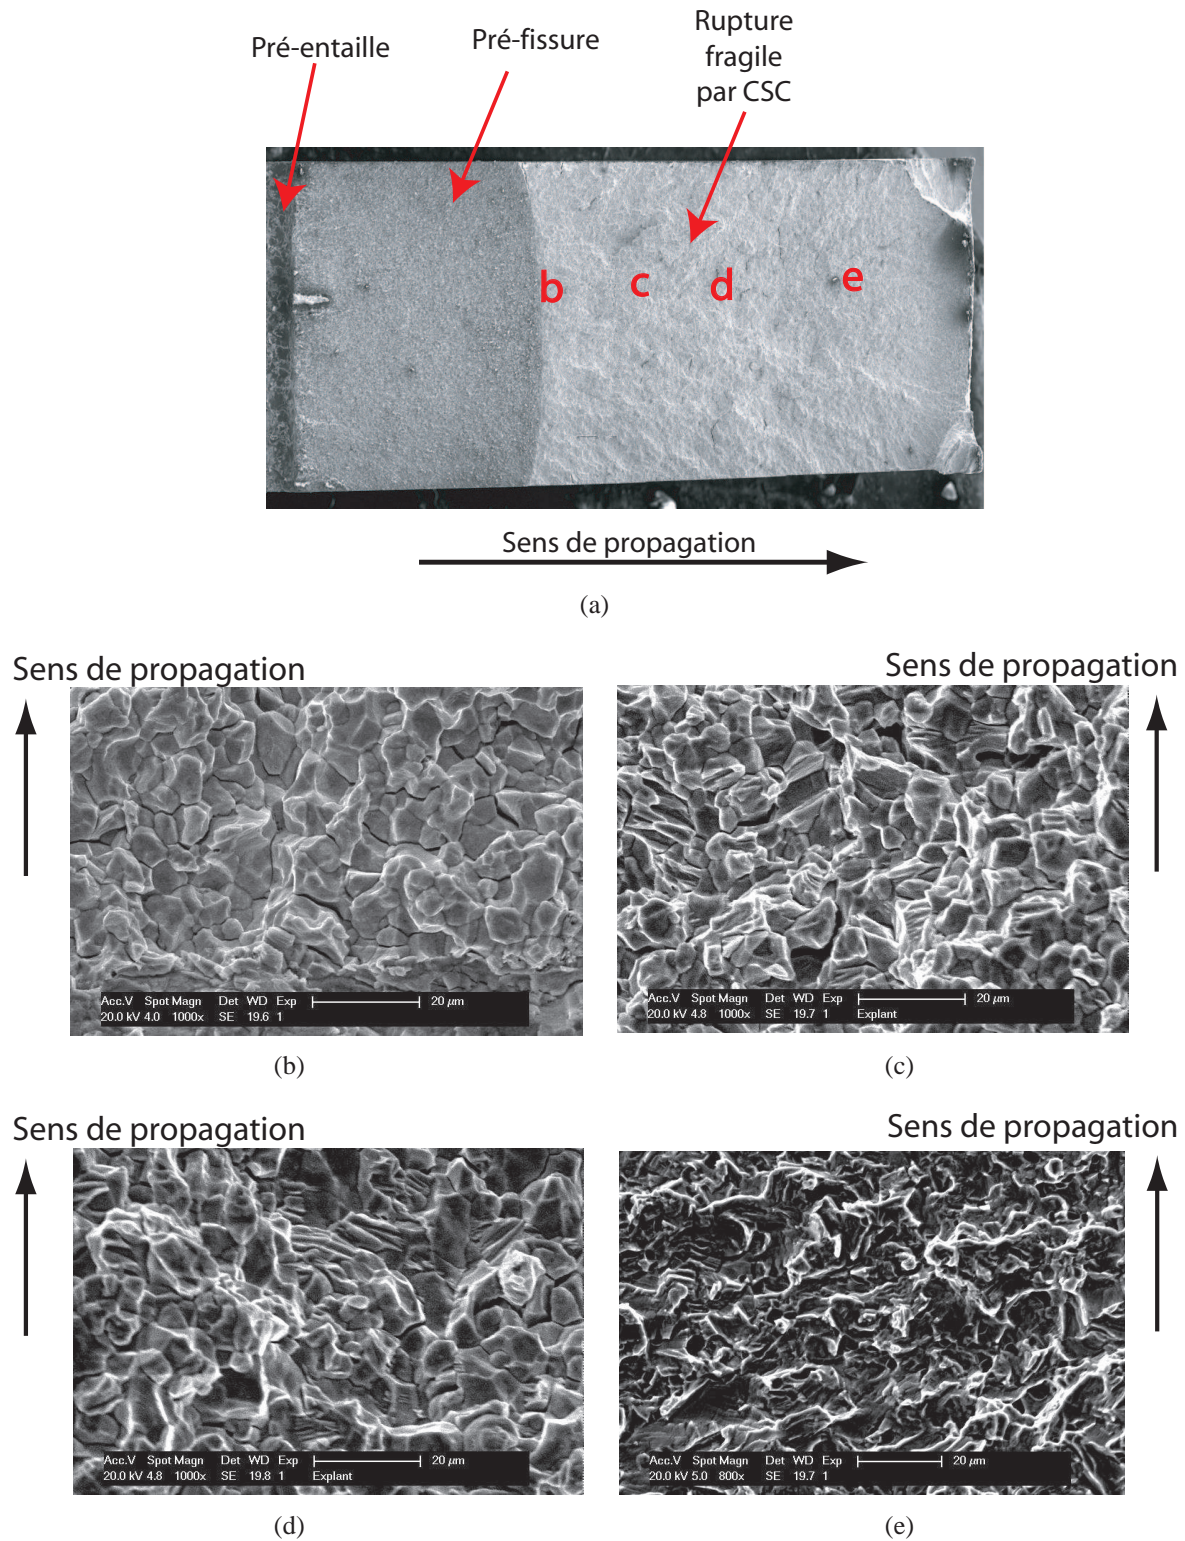 Pré-entaille
Pré-fissure
Rupture
fragile
par CSC
b
c
d
e
Sens de propagation
(a)
Sens de propagation
Sens de propagation
Acc.V Spot Magn Det WD Exp 20 µm
20.0 kV 4.0 1000x SE 19.6 1
Acc.V Spot Magn Det WD Exp 20 µm
20.0 kV 4.8 1000x SE 19.7 1 Explant
(b)
(c)
Sens de propagation
Sens de propagation
Acc.V Spot Magn Det WD Exp 20 µm
20.0 kV 4.8 1000x SE 19.8 1 Explant
Acc.V Spot Magn Det WD Exp 20 µm
20.0 kV 5.0 800x SE 19.7 1
(d)
(e)